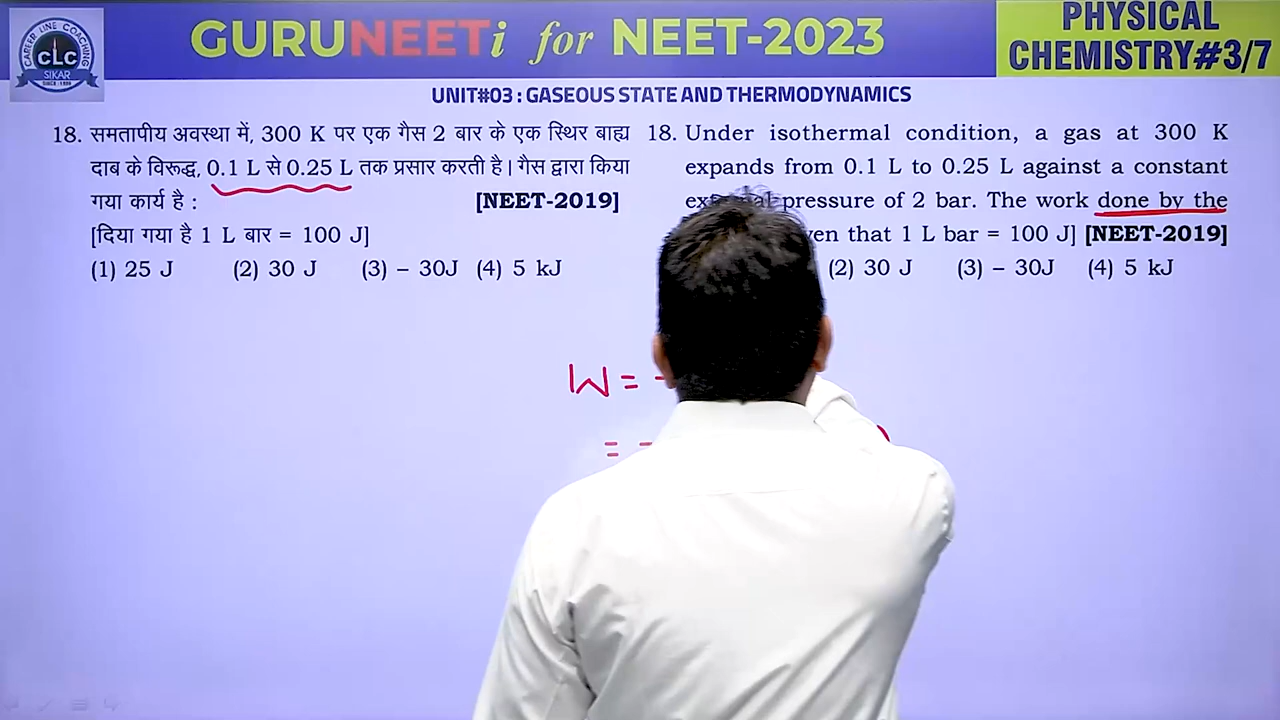 GURUNEETi for NEET-2023
PHYSICAL
CHEMISTRY#3/7
CAREER LINE COACHING
CLC
SIKAR
UNIT#03 : GASEOUS STATE AND THERMODYNAMICS
18. समतापीय अवस्था में, 300 K पर एक गैस 2 बार के एक स्थिर बाह्य
दाब के विरूद्ध, 0.1 L से 0.25 L तक प्रसार करती है। गैस द्वारा किया
गया कार्य है : [NEET-2019]
[दिया गया है 1 L बार = 100 J]
(1) 25 J (2) 30 J (3) – 30J (4) 5 kJ
18. Under isothermal condition, a gas at 300 K
expands from 0.1 L to 0.25 L against a constant
pressure of 2 bar. The work done by the
that 1 L bar = 100 J] [NEET-2019]
(2) 30 J (3) – 30J (4) 5 kJ
W = -
= -